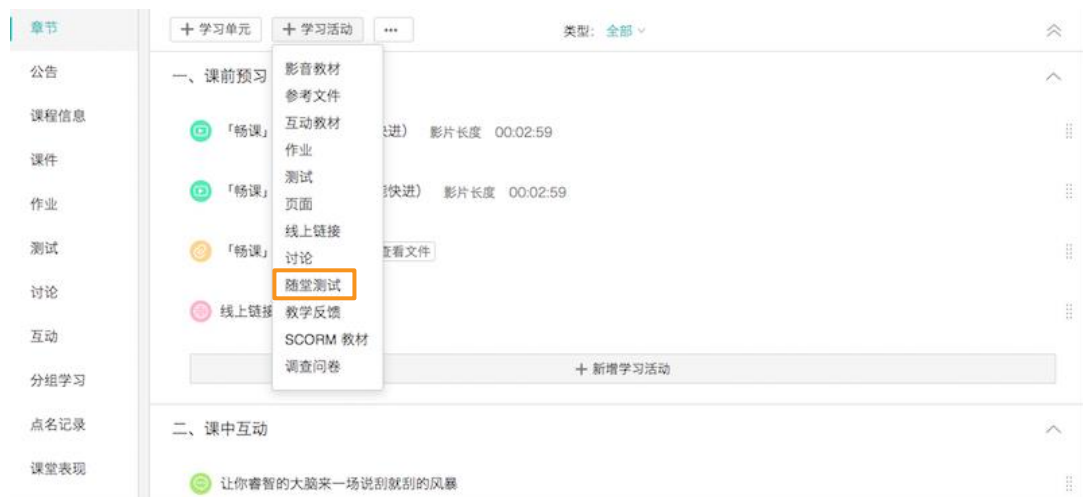 章节
公告
课程信息
课件
作业
测试
讨论
互动
分组学习
点名记录
课堂表现
+ 学习单元
+ 学习活动
•••
类型: 全部
影音教材
参考文件
互动教材
作业
测试
页面
线上链接
讨论
随堂测试
教学反馈
SCORM 教材
调查问卷
一、课前预习
「畅课」
快进) 影片长度 00:02:59
「畅课」
快进) 影片长度 00:02:59
「畅课」
查看文件
线上链接
+ 新增学习活动
二、课中互动
让你睿智的大脑来一场说刮就刮的风暴